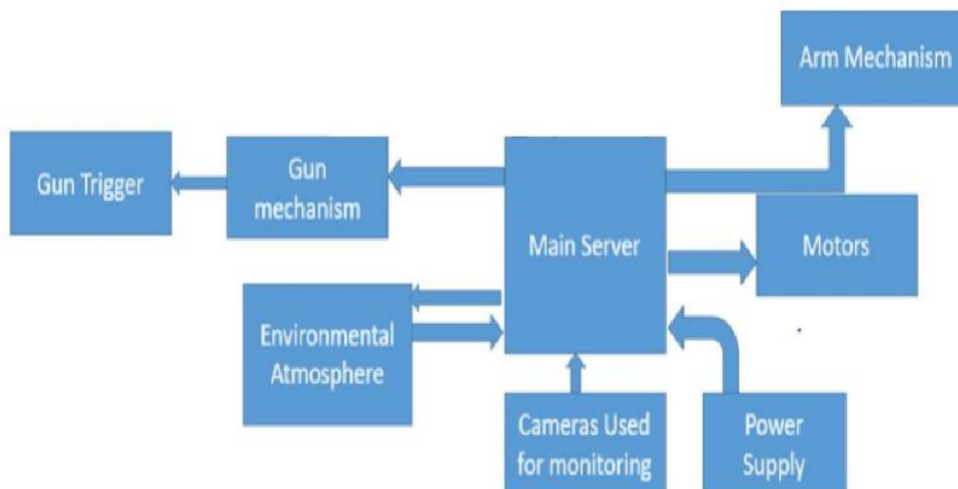 Arm Mechanism
Gun Trigger
Gun
mechanism
Main Server
Motors
Environmental
Atmosphere
Cameras Used
for monitoring
Power
Supply